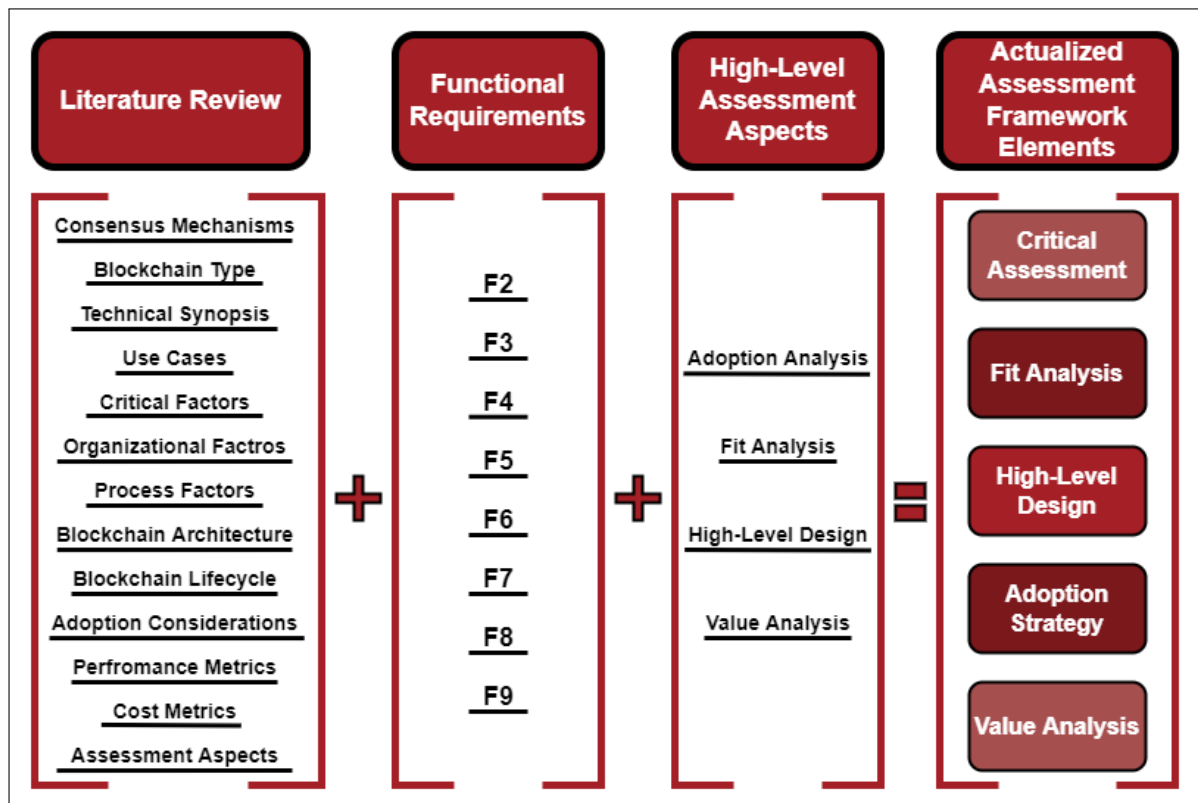 Literature Review
Functional
Requirements
High-Level
Assessment
Aspects
Actualized
Assessment
Framework
Elements
Consensus Mechanisms
Blockchain Type
Technical Synopsis
Use Cases
Critical Factors
Organizational Factros
Process Factors
Blockchain Architecture
Blockchain Lifecycle
Adoption Considerations
Perfromance Metrics
Cost Metrics
Assessment Aspects
+
F2
F3
F4
F5
F6
F7
F8
F9
+
Adoption Analysis
Fit Analysis
High-Level Design
Value Analysis
=
Critical
Assessment
Fit Analysis
High-Level
Design
Adoption
Strategy
Value Analysis